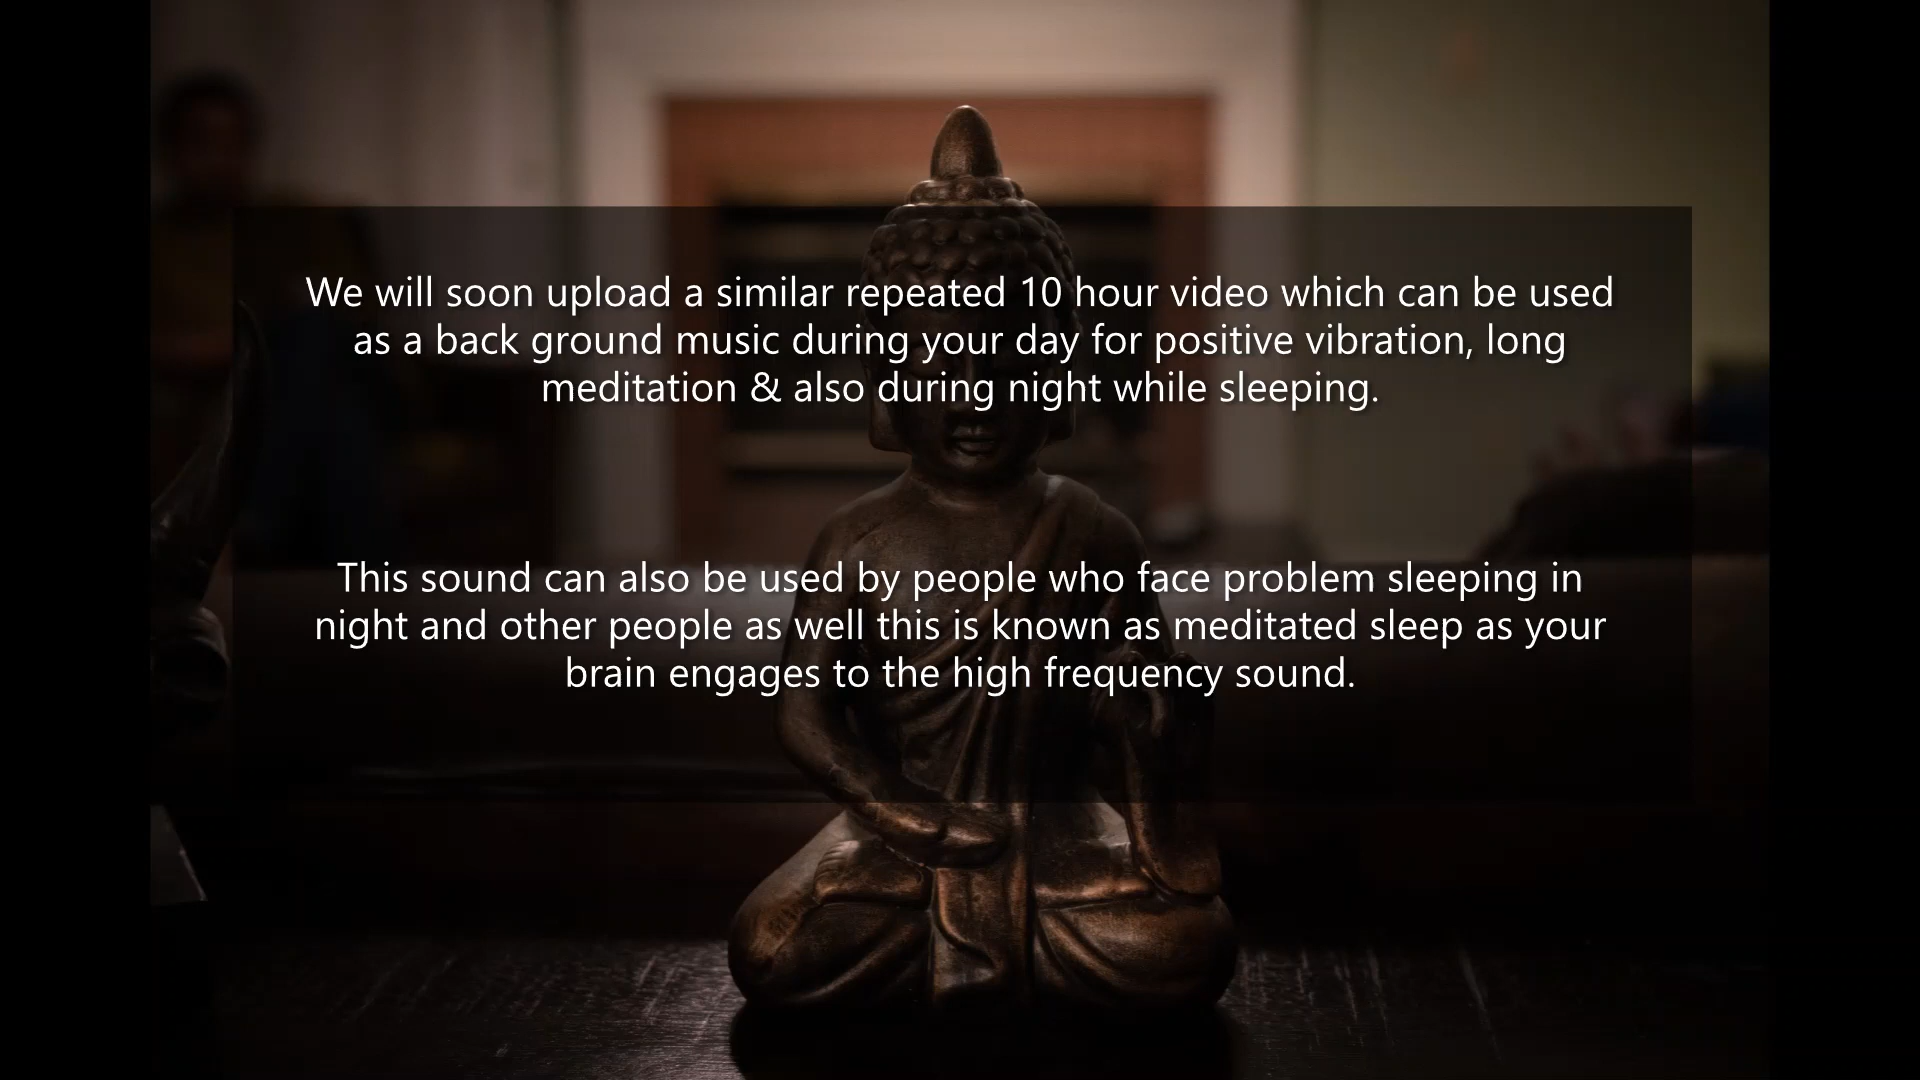 We will soon upload a similar repeated 10 hour video which can be used
as a back ground music during your day for positive vibration, long
meditation & also during night while sleeping.
This sound can also be used by people who face problem sleeping in
night and other people as well this is known as meditated sleep as your
brain engages to the high frequency sound.